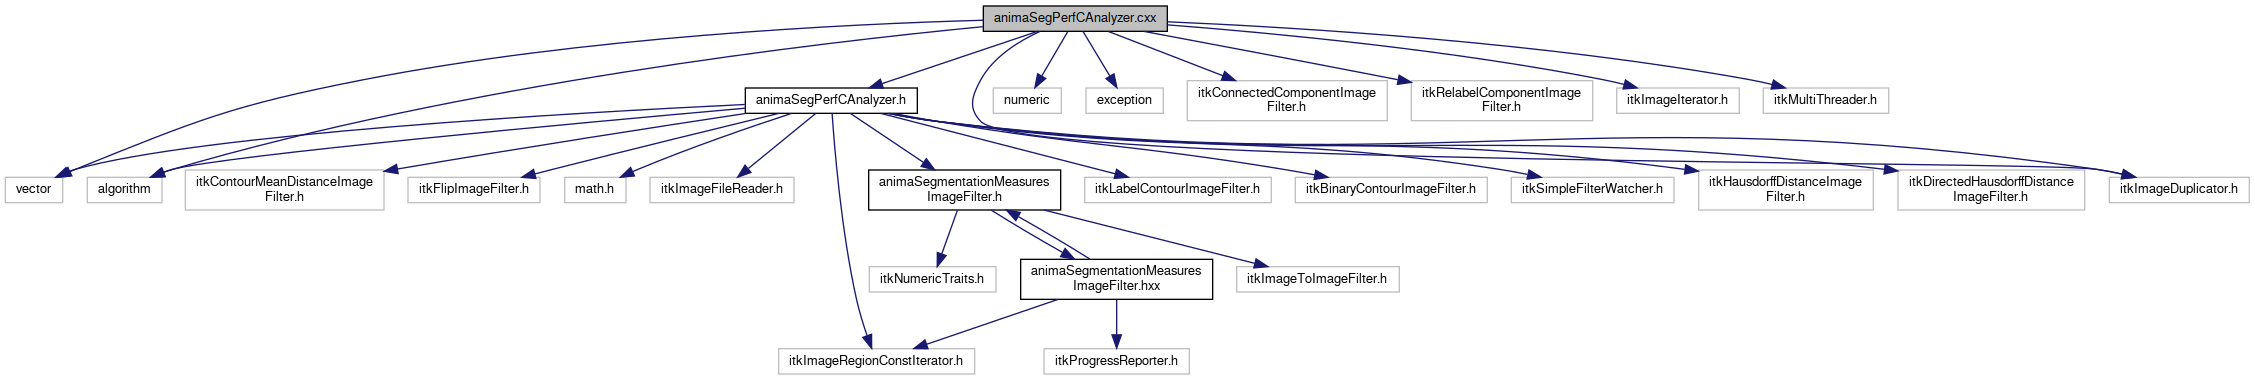 animaSegPerfCAnalyzer.cxx
animaSegPerfCAnalyzer.h
numeric
exception
itkConnectedComponentImage
Filter.h
itkRelabelComponentImage
Filter.h
itkImageIterator.h
itkMultiThreader.h
vector
algorithm
itkContourMeanDistanceImage
Filter.h
itkFlipImageFilter.h
math.h
itkImageFileReader.h
animaSegmentationMeasures
ImageFilter.h
itkLabelContourImageFilter.h
itkBinaryContourImageFilter.h
itkSimpleFilterWatcher.h
itkHausdorffDistanceImage
Filter.h
itkDirectedHausdorffDistance
ImageFilter.h
itkImageDuplicator.h
itkNumericTraits.h
animaSegmentationMeasures
ImageFilter.hxx
itkImageToImageFilter.h
itkImageRegionConstIterator.h
itkProgressReporter.h